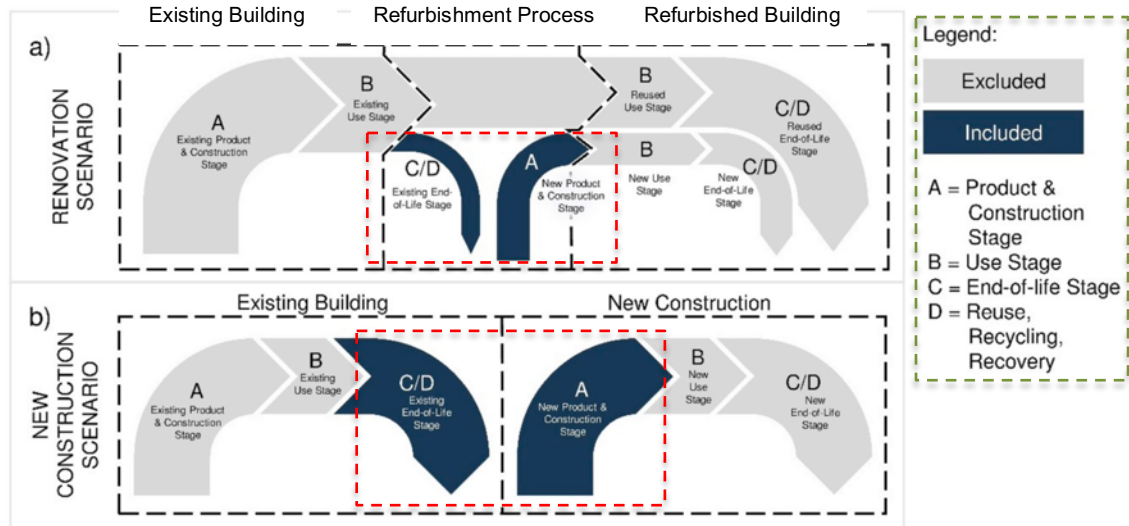 Existing Building
Refurbishment Process
Refurbished Building
a)
RENOVATION
SCENARIO
A
Existing Product
& Construction
Stage
B
Existing
Use Stage
C/D
Existing End-
of-Life Stage
A
New Product
& Construction
Stage
B
Reused
Use Stage
C/D
Reused
End-of-Life
Stage
B
New Use
Stage
C/D
New
End-of-Life
Stage
b)
Existing Building
New Construction
NEW
CONSTRUCTION
SCENARIO
A
Existing Product
& Construction
Stage
B
Existing
Use Stage
C/D
Existing
End-of-Life
Stage
A
New Product &
Construction
Stage
B
New
Use
Stage
C/D
New
End-of-Life
Stage
Legend:
Excluded
Included
A = Product &
Construction
Stage
B = Use Stage
C = End-of-life Stage
D = Reuse,
Recycling,
Recovery